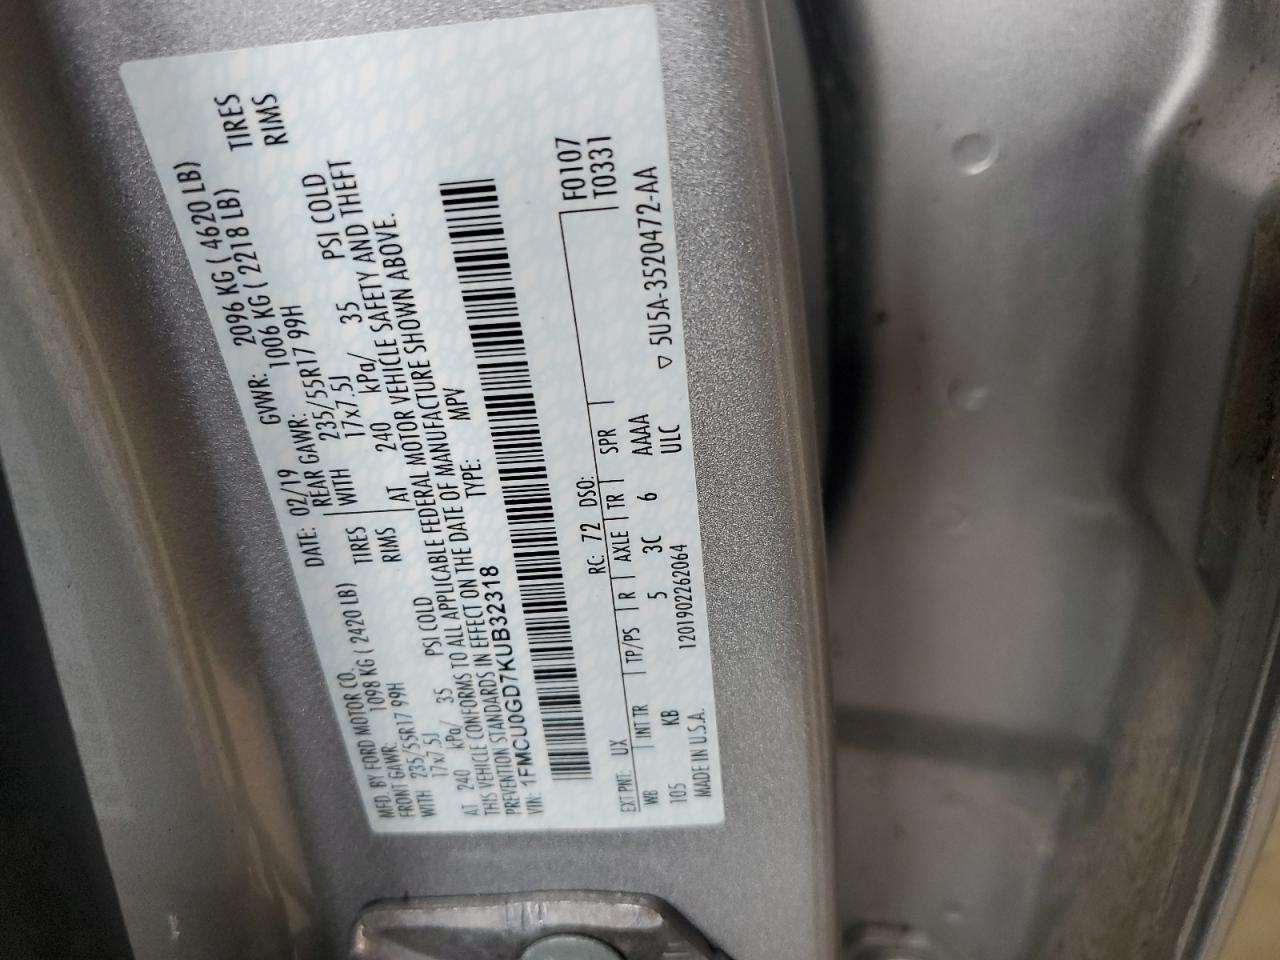 MFD. BY FORD MOTOR CO.
DATE: 02/19 GVWR: 2096 KG ( 4620 LB)
FRONT GAWR: 1098 KG ( 2420 LB) REAR GAWR: 1006 KG ( 2218 LB)
WITH 235/55R17 99H TIRES WITH 235/55R17 99H TIRES
17x7.5J RIMS 17x7.5J RIMS
AT 240 kPa/ 35 PSI COLD AT 240 kPa/ 35 PSI COLD
THIS VEHICLE CONFORMS TO ALL APPLICABLE FEDERAL MOTOR VEHICLE SAFETY AND THEFT
PREVENTION STANDARDS IN EFFECT ON THE DATE OF MANUFACTURE SHOWN ABOVE.
VIN: 1FMCU0GD7KUB32318 TYPE: MPV
F0107
EXT PNT: UX RC: 72 DSO: T0331
WB INT TR TP/PS R AXLE TR SPR
105 KB 5 3C 6 AAAA ▽ 5U5A-3520472-AA
MADE IN U.S.A. 1201902262064 ULC